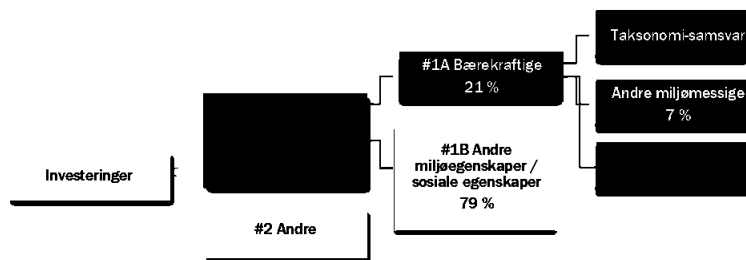 Investeringer
#2 Andre
#1A Bærekraftige
21 %
#1B Andre
miljøegenskaper /
sosiale egenskaper
79 %
Taksonomi-samsvar
Andre miljømessige
7 %